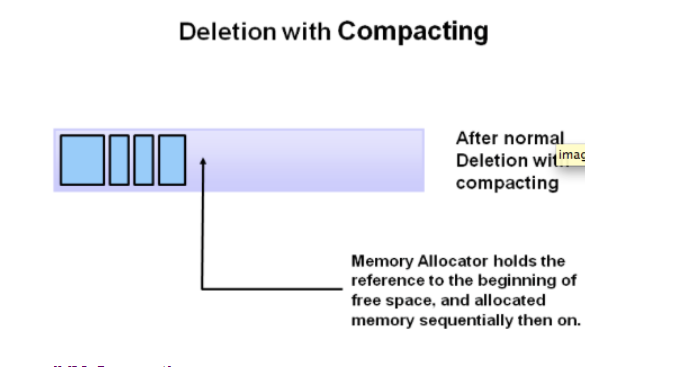 Deletion with Compacting
After normal
Deletion with
compacting
imag
Memory Allocator holds the
reference to the beginning of
free space, and allocated
memory sequentially then on.